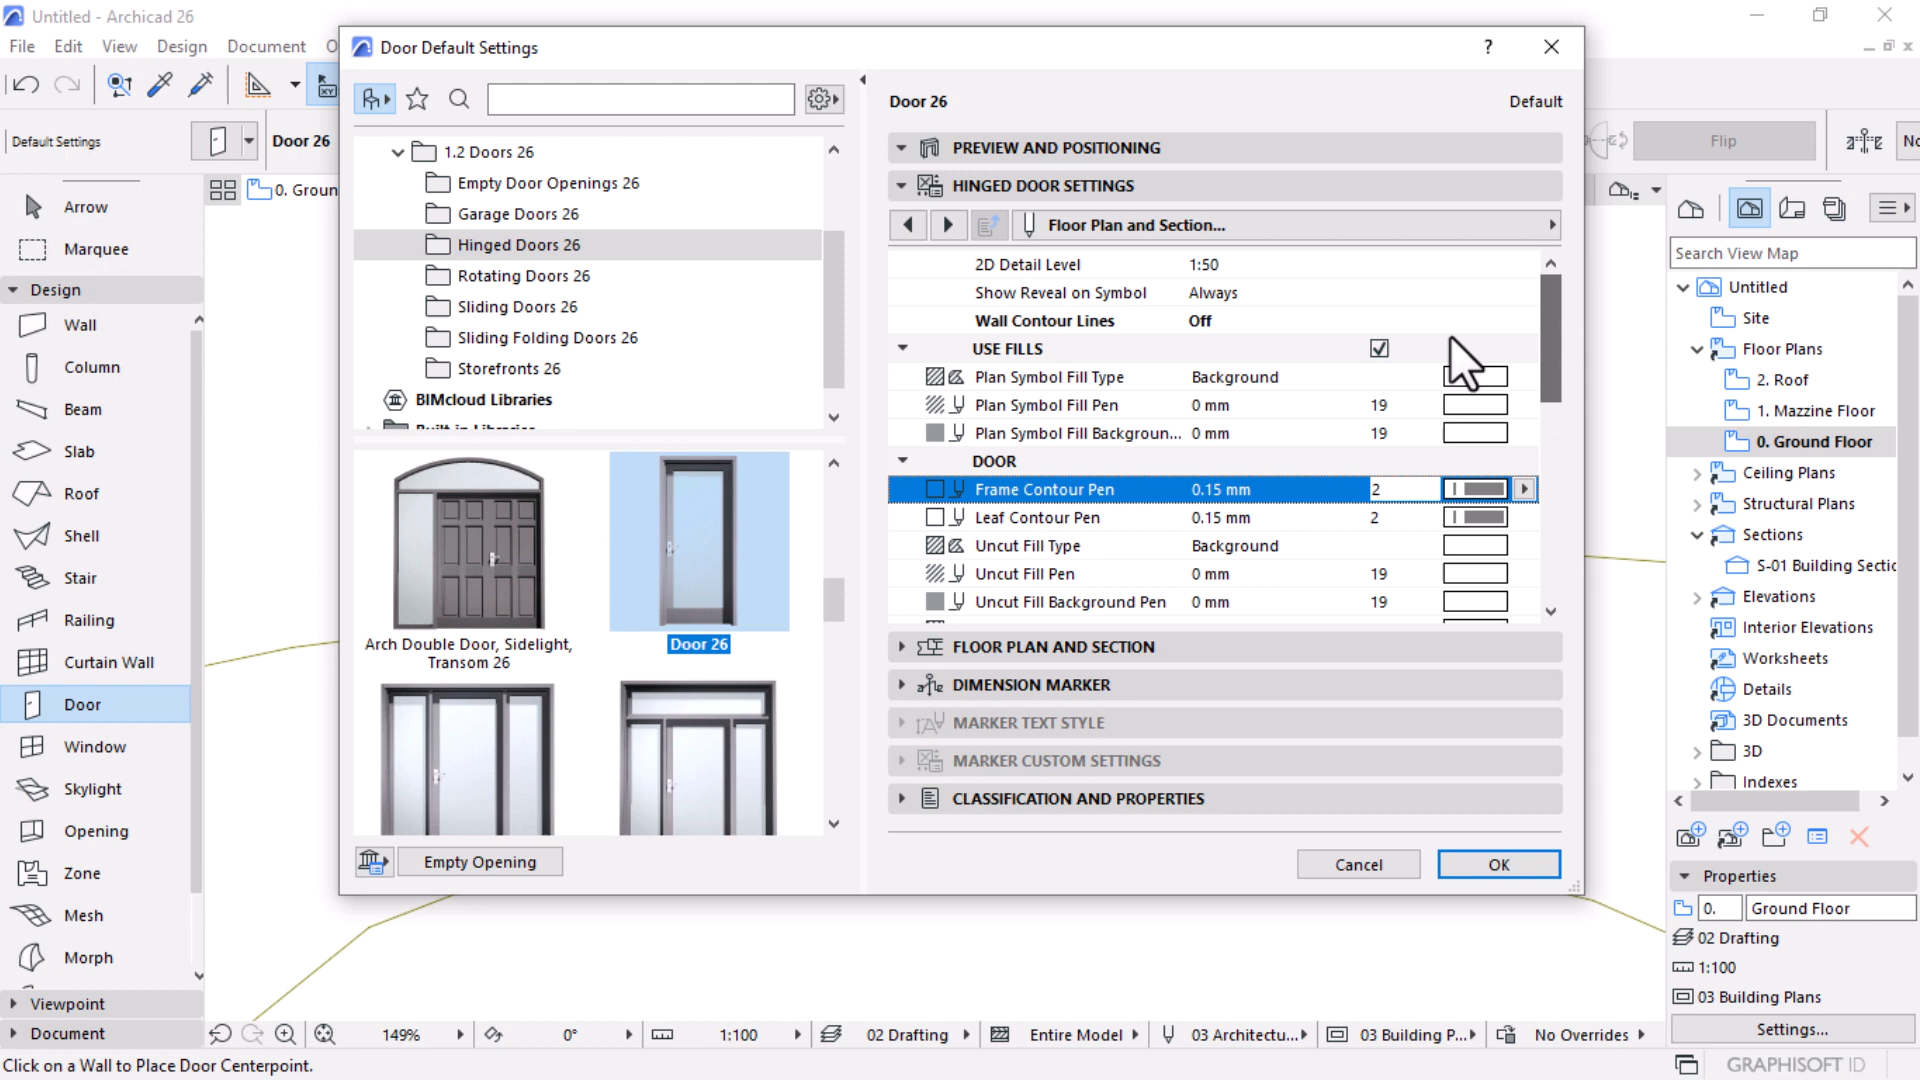 Untitled - Archicad 26
File Edit View Design Document O
Default Settings
Door 26
0. Groun
Arrow
Marquee
Design
Wall
Column
Beam
Slab
Roof
Shell
Stair
Railing
Curtain Wall
Door
Window
Skylight
Opening
Zone
Mesh
Morph
Viewpoint
Document
Door Default Settings
?
1.2 Doors 26
Empty Door Openings 26
Garage Doors 26
Hinged Doors 26
Rotating Doors 26
Sliding Doors 26
Sliding Folding Doors 26
Storefronts 26
BIMcloud Libraries
Arch Double Door, Sidelight,
Transom 26
Door 26
Empty Opening
Door 26 Default
PREVIEW AND POSITIONING
HINGED DOOR SETTINGS
Floor Plan and Section...
2D Detail Level 1:50
Show Reveal on Symbol Always
Wall Contour Lines Off
USE FILLS
Plan Symbol Fill Type Background
Plan Symbol Fill Pen 0 mm 19
Plan Symbol Fill Backgroun... 0 mm 19
DOOR
Frame Contour Pen 0.15 mm 2
Leaf Contour Pen 0.15 mm 2
Uncut Fill Type Background
Uncut Fill Pen 0 mm 19
Uncut Fill Background Pen 0 mm 19
FLOOR PLAN AND SECTION
DIMENSION MARKER
MARKER TEXT STYLE
MARKER CUSTOM SETTINGS
CLASSIFICATION AND PROPERTIES
Cancel OK
Flip
No
Search View Map
Untitled
Site
Floor Plans
2. Roof
1. Mazzine Floor
0. Ground Floor
Ceiling Plans
Structural Plans
Sections
S-01 Building Sectic
Elevations
Interior Elevations
Worksheets
Details
3D Documents
3D
Indexes
Properties
0. Ground Floor
02 Drafting
1:100
03 Building Plans
Settings...
149% 0° 1:100 02 Drafting Entire Model 03 Architectu... 03 Building P... No Overrides
Click on a Wall to Place Door Centerpoint.
GRAPHISOFT ID